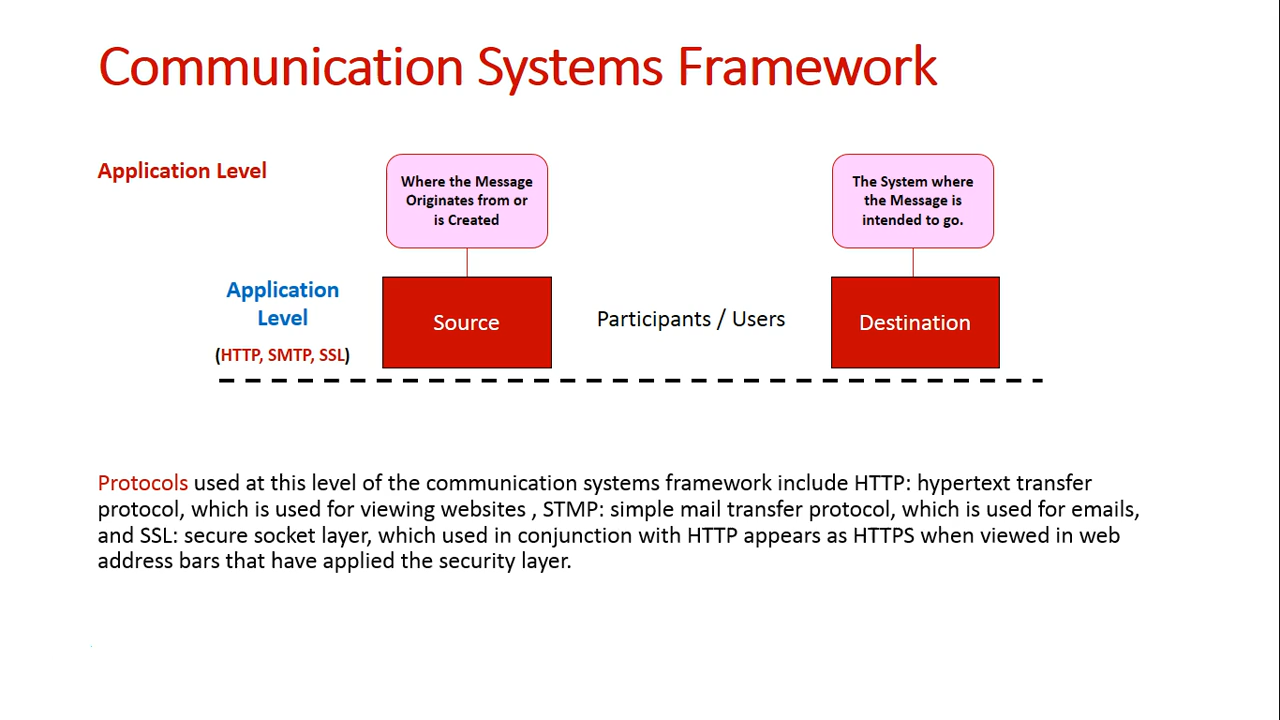 Communication Systems Framework
Application Level
Where the Message
Originates from or
is Created
The System where
the Message is
intended to go.
Application
Level
(HTTP, SMTP, SSL)
Source
Participants / Users
Destination
Protocols used at this level of the communication systems framework include HTTP: hypertext transfer
protocol, which is used for viewing websites , STMP: simple mail transfer protocol, which is used for emails,
and SSL: secure socket layer, which used in conjunction with HTTP appears as HTTPS when viewed in web
address bars that have applied the security layer.